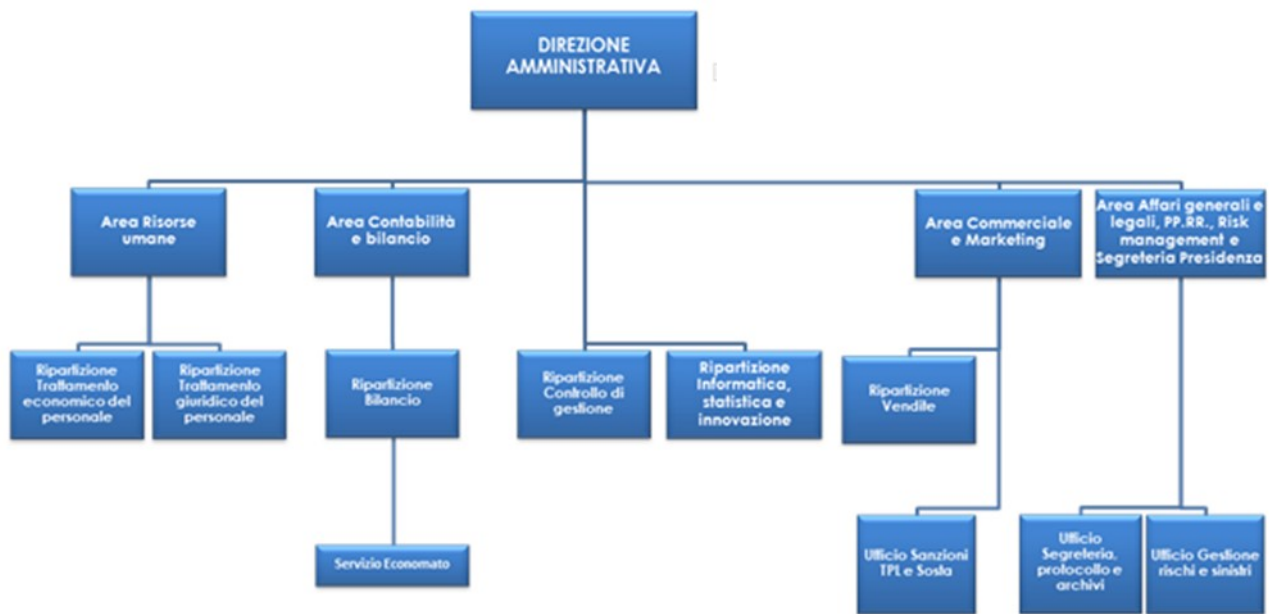 DIREZIONE
AMMINISTRATIVA
Area Risorse
umane
Area Contabilità
e bilancio
Area Commerciale
e Marketing
Area Affari generali e
legali, PP.RR., Risk
management e
Segreteria Presidenza
Ripartizione
Trattamento
economico del
personale
Ripartizione
Trattamento
giuridico del
personale
Ripartizione
Bilancio
Ripartizione
Controllo di
gestione
Ripartizione
Informatica,
statistica e
innovazione
Ripartizione
Vendite
Servizio Economato
Ufficio Sanzioni
TPL e Sosta
Ufficio
Segreteria,
protocollo e
archivi
Ufficio Gestione
rischi e sinistri